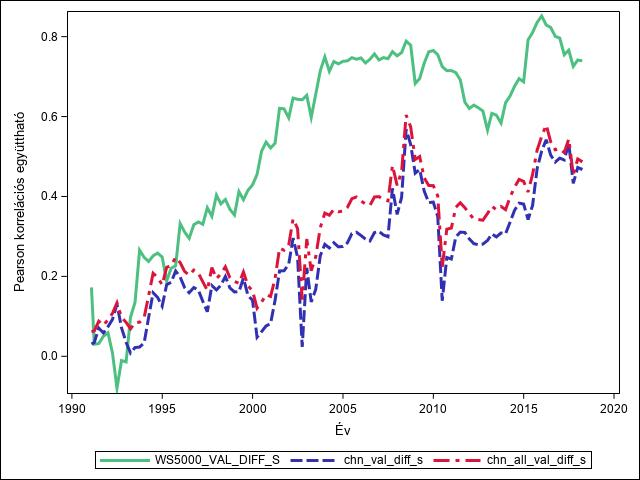 Pearson korrelációs együttható
0.8
0.6
0.4
0.2
0.0
1990 1995 2000 2005 2010 2015 2020
Év
WS5000_VAL_DIFF_S chn_val_diff_s chn_all_val_diff_s